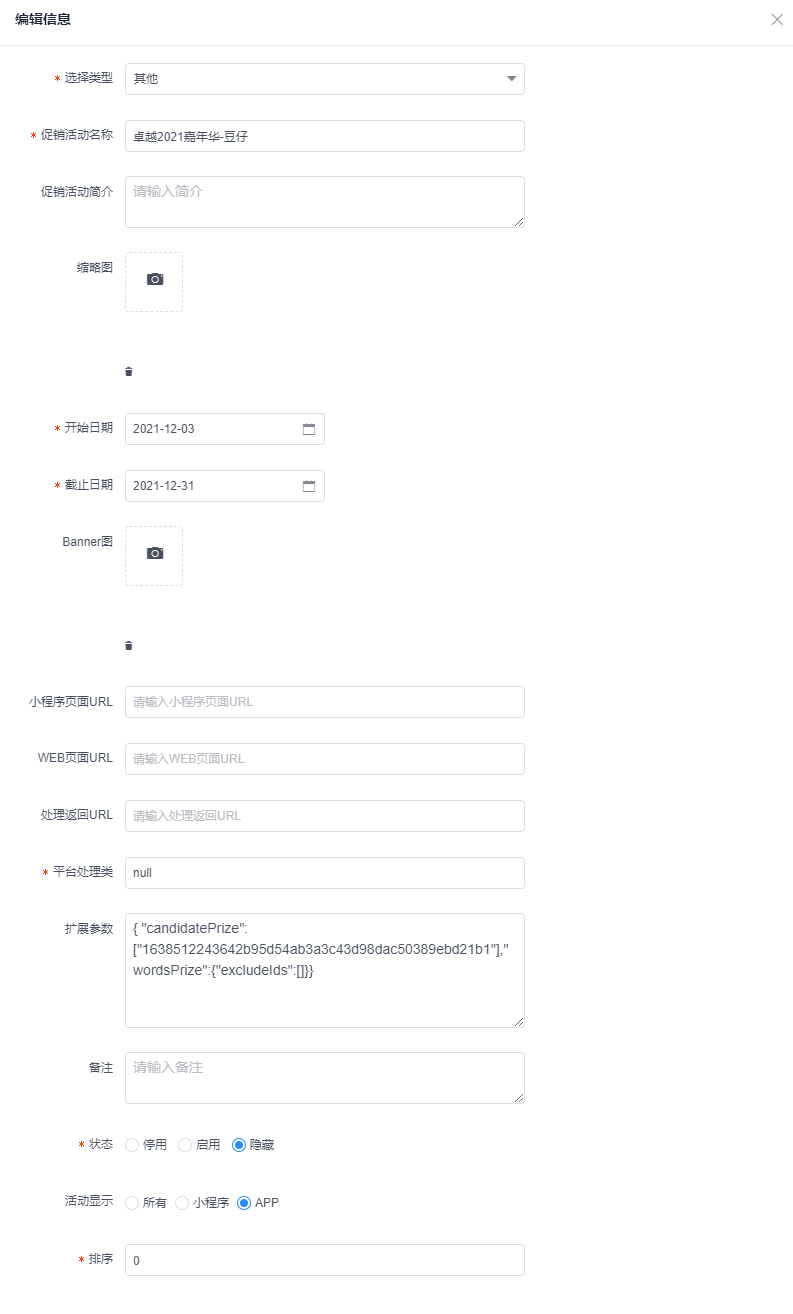 编辑信息
* 选择类型 其他
* 促销活动名称 卓越2021嘉年华-豆仔
促销活动简介 请输入简介
缩略图
* 开始日期 2021-12-03
* 截止日期 2021-12-31
Banner图
小程序页面URL 请输入小程序页面URL
WEB页面URL 请输入WEB页面URL
处理返回URL 请输入处理返回URL
* 平台处理类 null
扩展参数 { "candidatePrize":
["1638512243642b95d54ab3a3c43d98dac50389ebd21b1"],"
wordsPrize":{"excludeIds":[]}}
备注 请输入备注
* 状态 停用 启用 隐藏
活动显示 所有 小程序 APP
* 排序 0